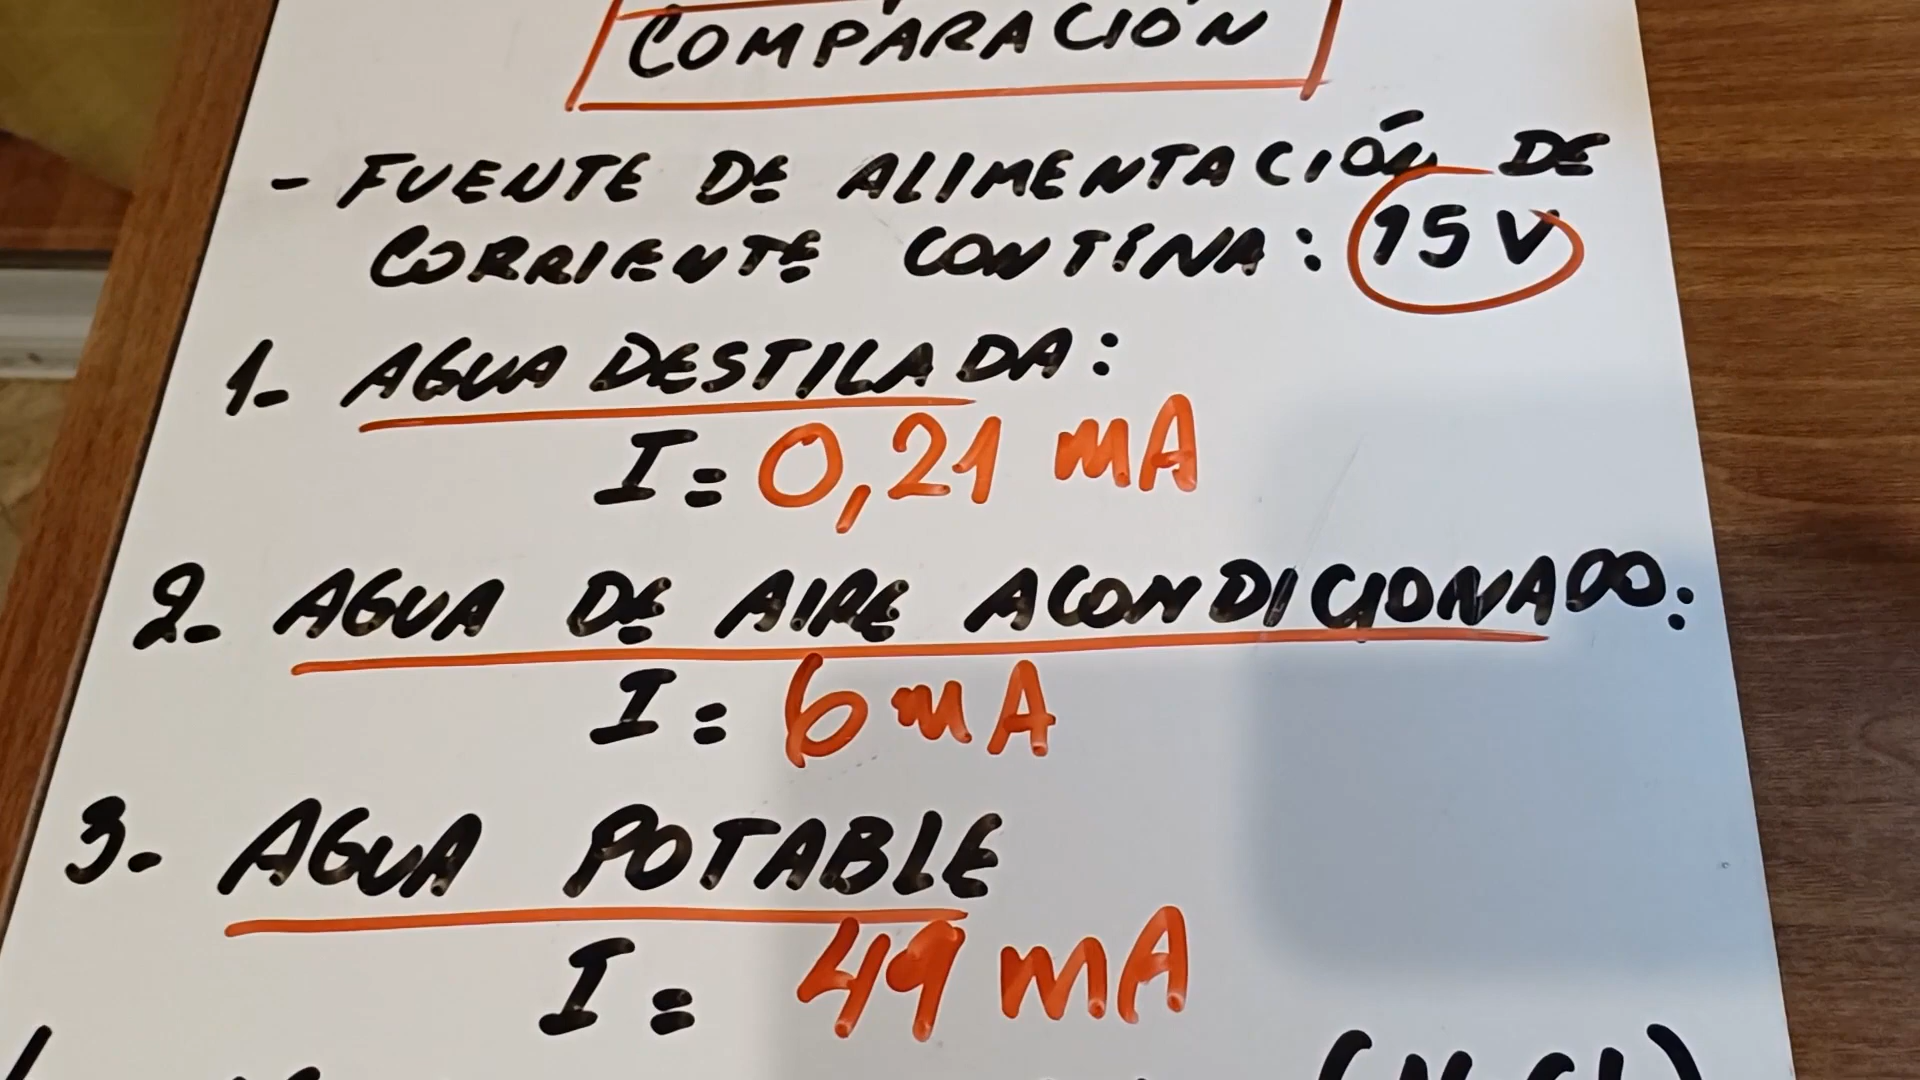 COMPARACIÓN
- FUENTE DE ALIMENTACIÓN DE
CORRIENTE CONTINA: 15 V
1- AGUA DESTILADA:
I = 0,21 mA
2- AGUA DE AIRE ACONDICIONADO:
I = 6 mA
3- AGUA POTABLE
I = 49 mA